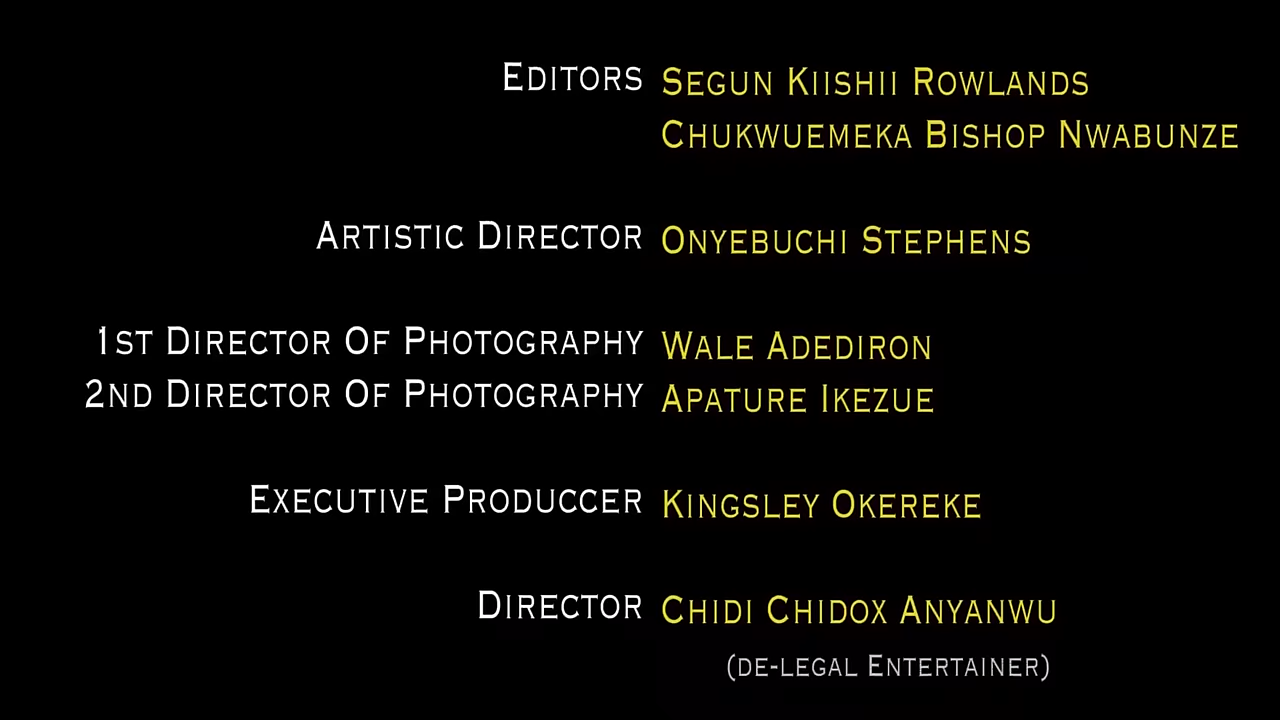 Editors Segun Kiishii Rowlands
Chukwuemeka Bishop Nwabunze
Artistic Director Onyebuchi Stephens
1st Director Of Photography Wale Adediron
2nd Director Of Photography Apature Ikezue
Executive Produccer Kingsley Okereke
Director Chidi Chidox Anyanwu
(de-legal Entertainer)